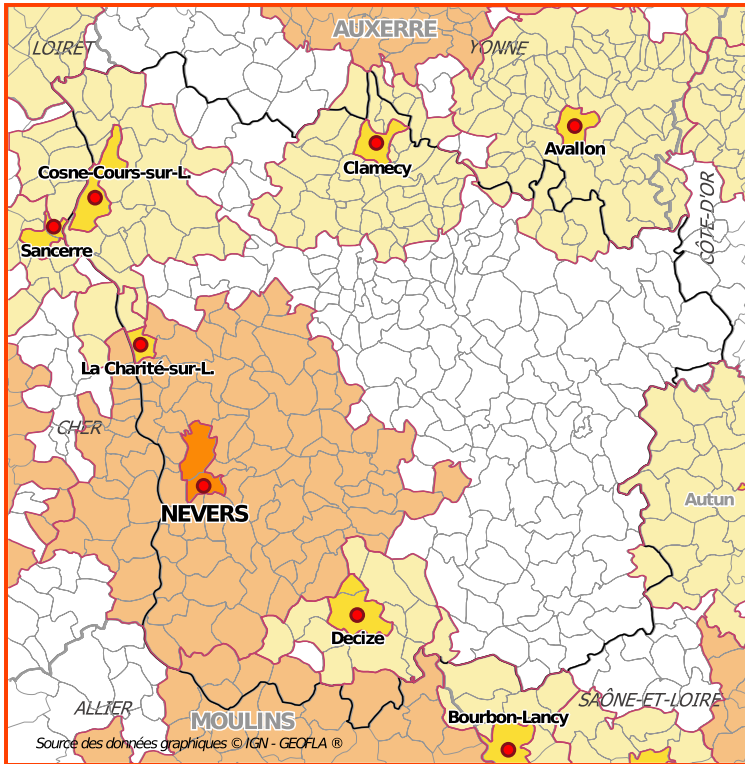 AUXERRE
LOIRET
YONNE
Avallon
Clamecy
Cosne-Cours-sur-L.
CÔTE-D'OR
Sancerre
La Charité-sur-L.
CHER
Autun
NEVERS
Decize
SAÔNE-ET-LOIRE
ALLIER
MOULINS
Bourbon-Lancy
Source des données graphiques © IGN - GEOFLA ®